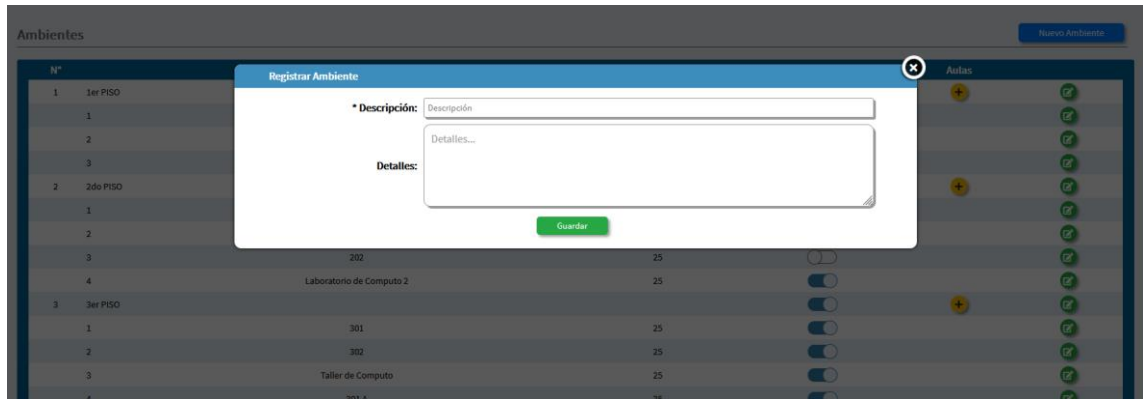 Ambientes
Nuevo Ambiente
N° Aulas
Registrar Ambiente
1 1er PISO
* Descripción: Descripción
1
2
Detalles: Detalles...
3
2 2do PISO
1
2
Guardar
3 202 25
4 Laboratorio de Computo 2 25
3 3er PISO
1 301 25
2 302 25
3 Taller de Computo 25